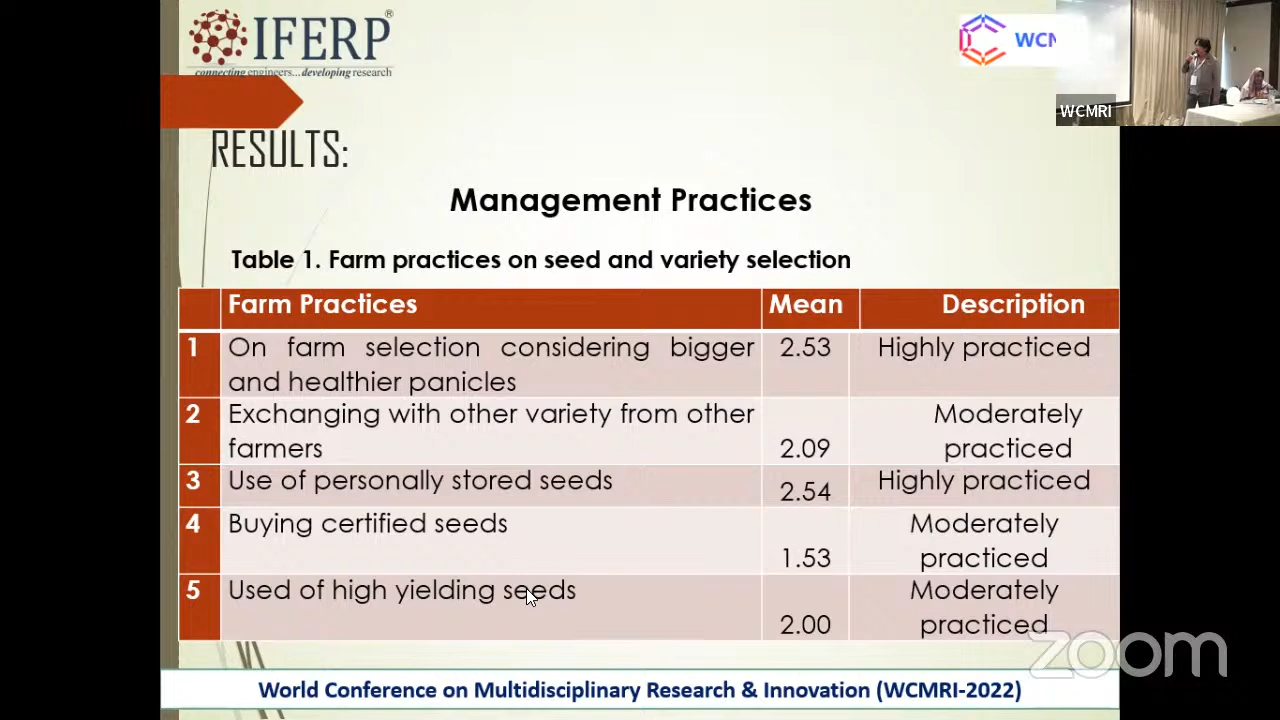 IFERP®
connecting engineers...developing research
WCM
WCMRI
RESULTS:
Management Practices
Table 1. Farm practices on seed and variety selection
Farm Practices Mean Description
1 On farm selection considering bigger 2.53 Highly practiced
and healthier panicles
2 Exchanging with other variety from other Moderately
farmers 2.09 practiced
3 Use of personally stored seeds 2.54 Highly practiced
4 Buying certified seeds Moderately
1.53 practiced
5 Used of high yielding seeds Moderately
2.00 practiced
zoom
World Conference on Multidisciplinary Research & Innovation (WCMRI-2022)